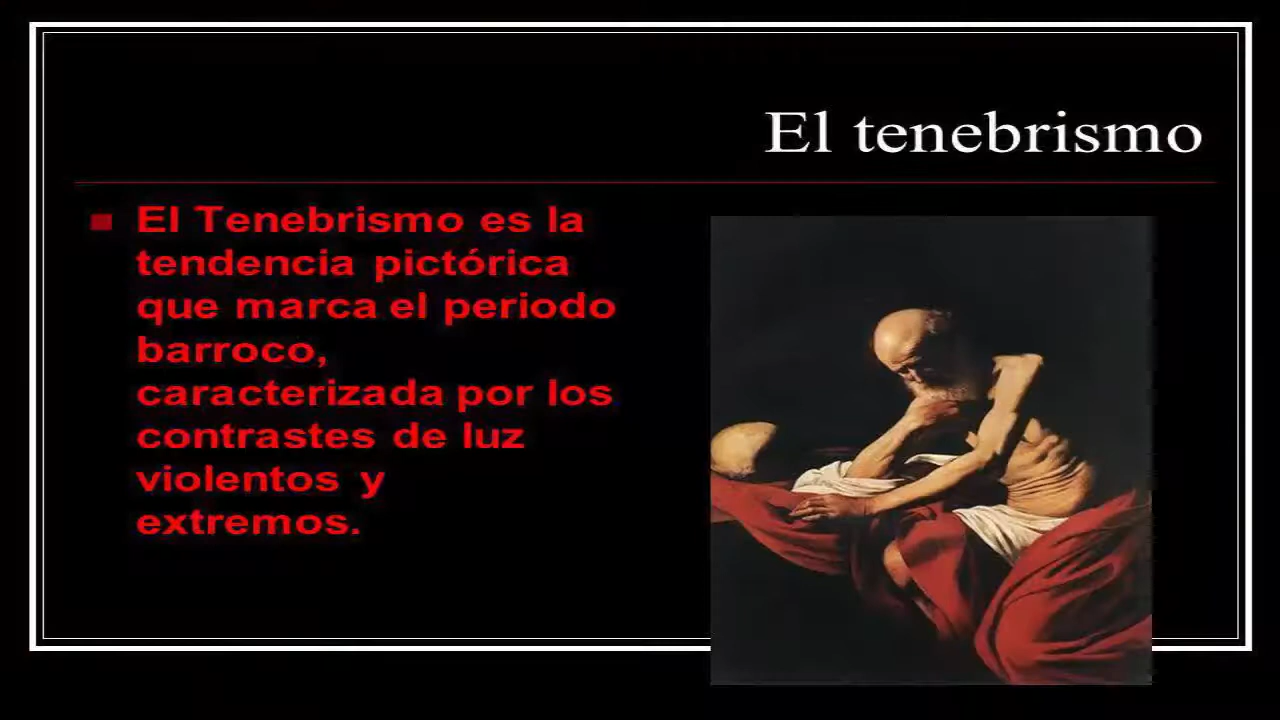 El tenebrismo
El Tenebrismo es la
tendencia pictórica
que marca el periodo
barroco,
caracterizada por los
contrastes de luz
violentos y
extremos.